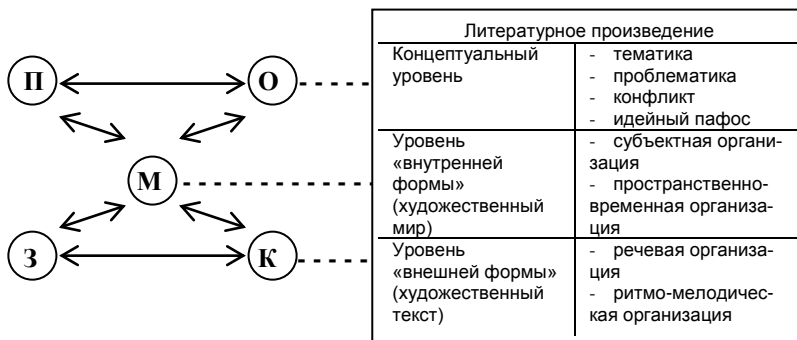 П
О
М
З
К
Литературное произведение
Концептуальный
уровень
- тематика
- проблематика
- конфликт
- идейный пафос
Уровень
«внутренней
формы»
(художественный
мир)
- субъектная органи-
зация
- пространственно-
временная организа-
ция
Уровень
«внешней формы»
(художественный
текст)
- речевая организа-
ция
- ритмо-мелодичес-
кая организация